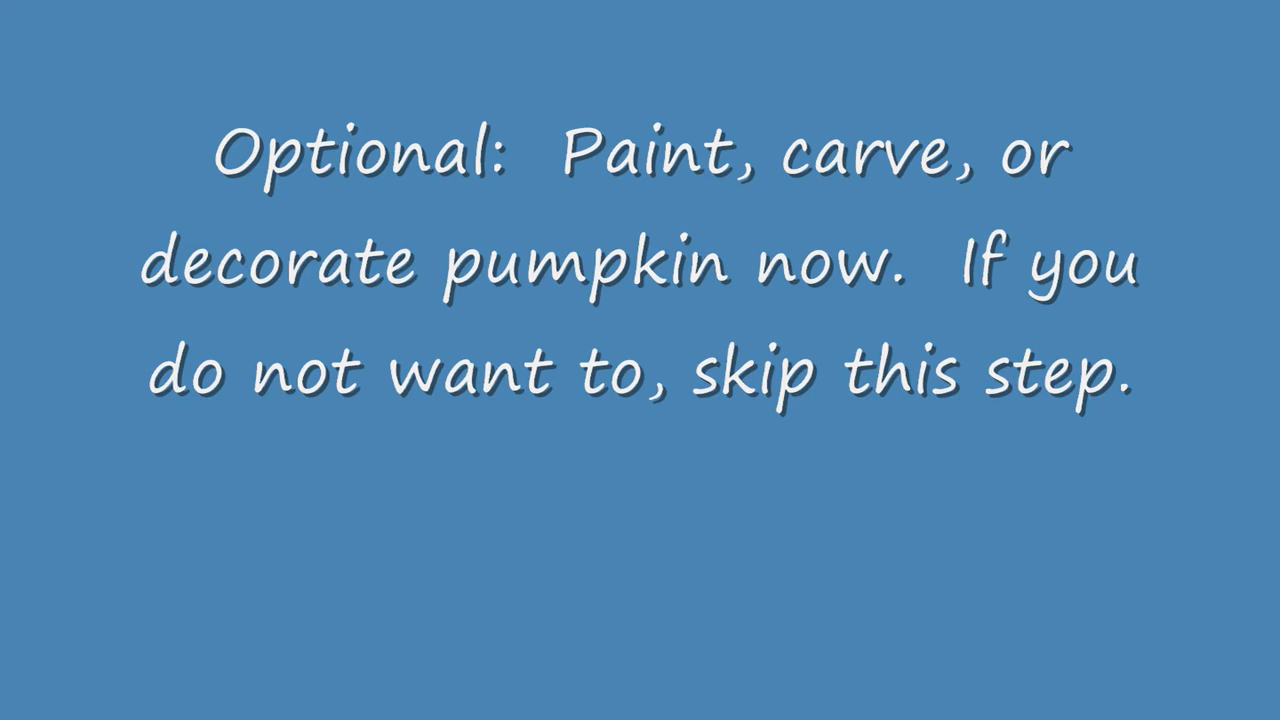 Optional:  Paint, carve, or
decorate pumpkin now.  If you
do not want to, skip this step.